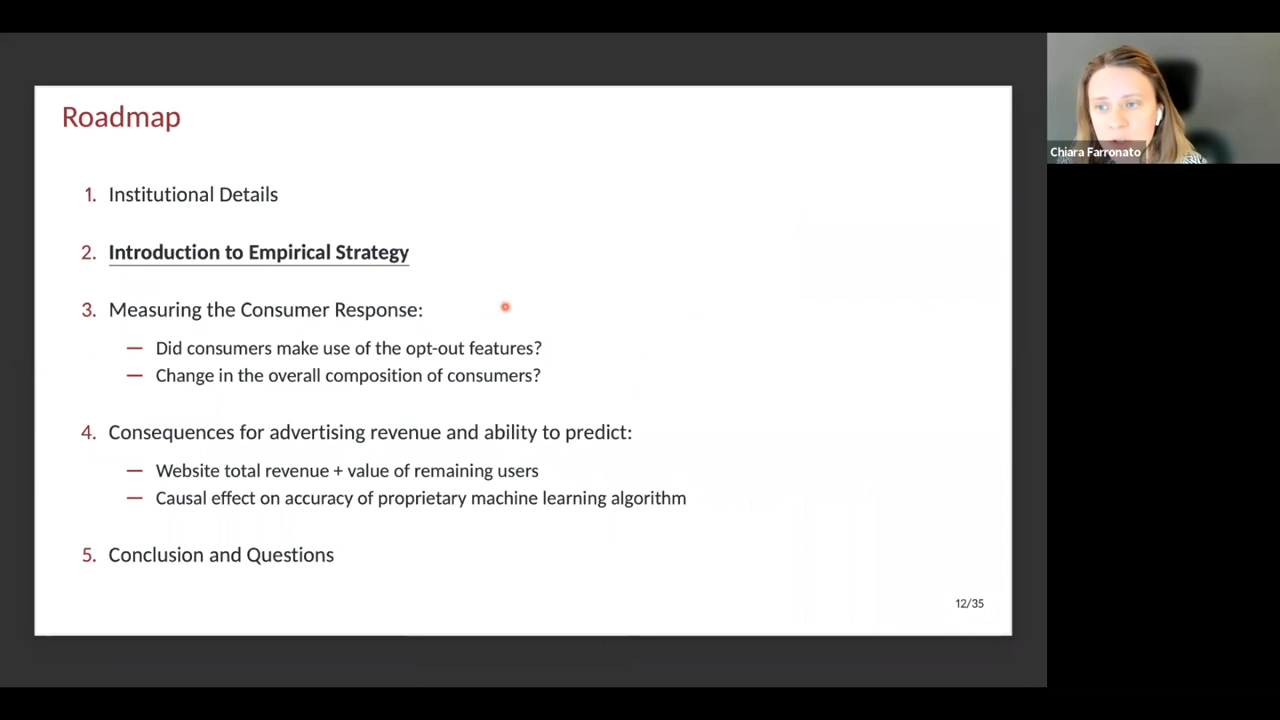 Roadmap
1. Institutional Details
2. Introduction to Empirical Strategy
3. Measuring the Consumer Response:
— Did consumers make use of the opt-out features?
— Change in the overall composition of consumers?
4. Consequences for advertising revenue and ability to predict:
— Website total revenue + value of remaining users
— Causal effect on accuracy of proprietary machine learning algorithm
5. Conclusion and Questions
12/35
Chiara Farronato